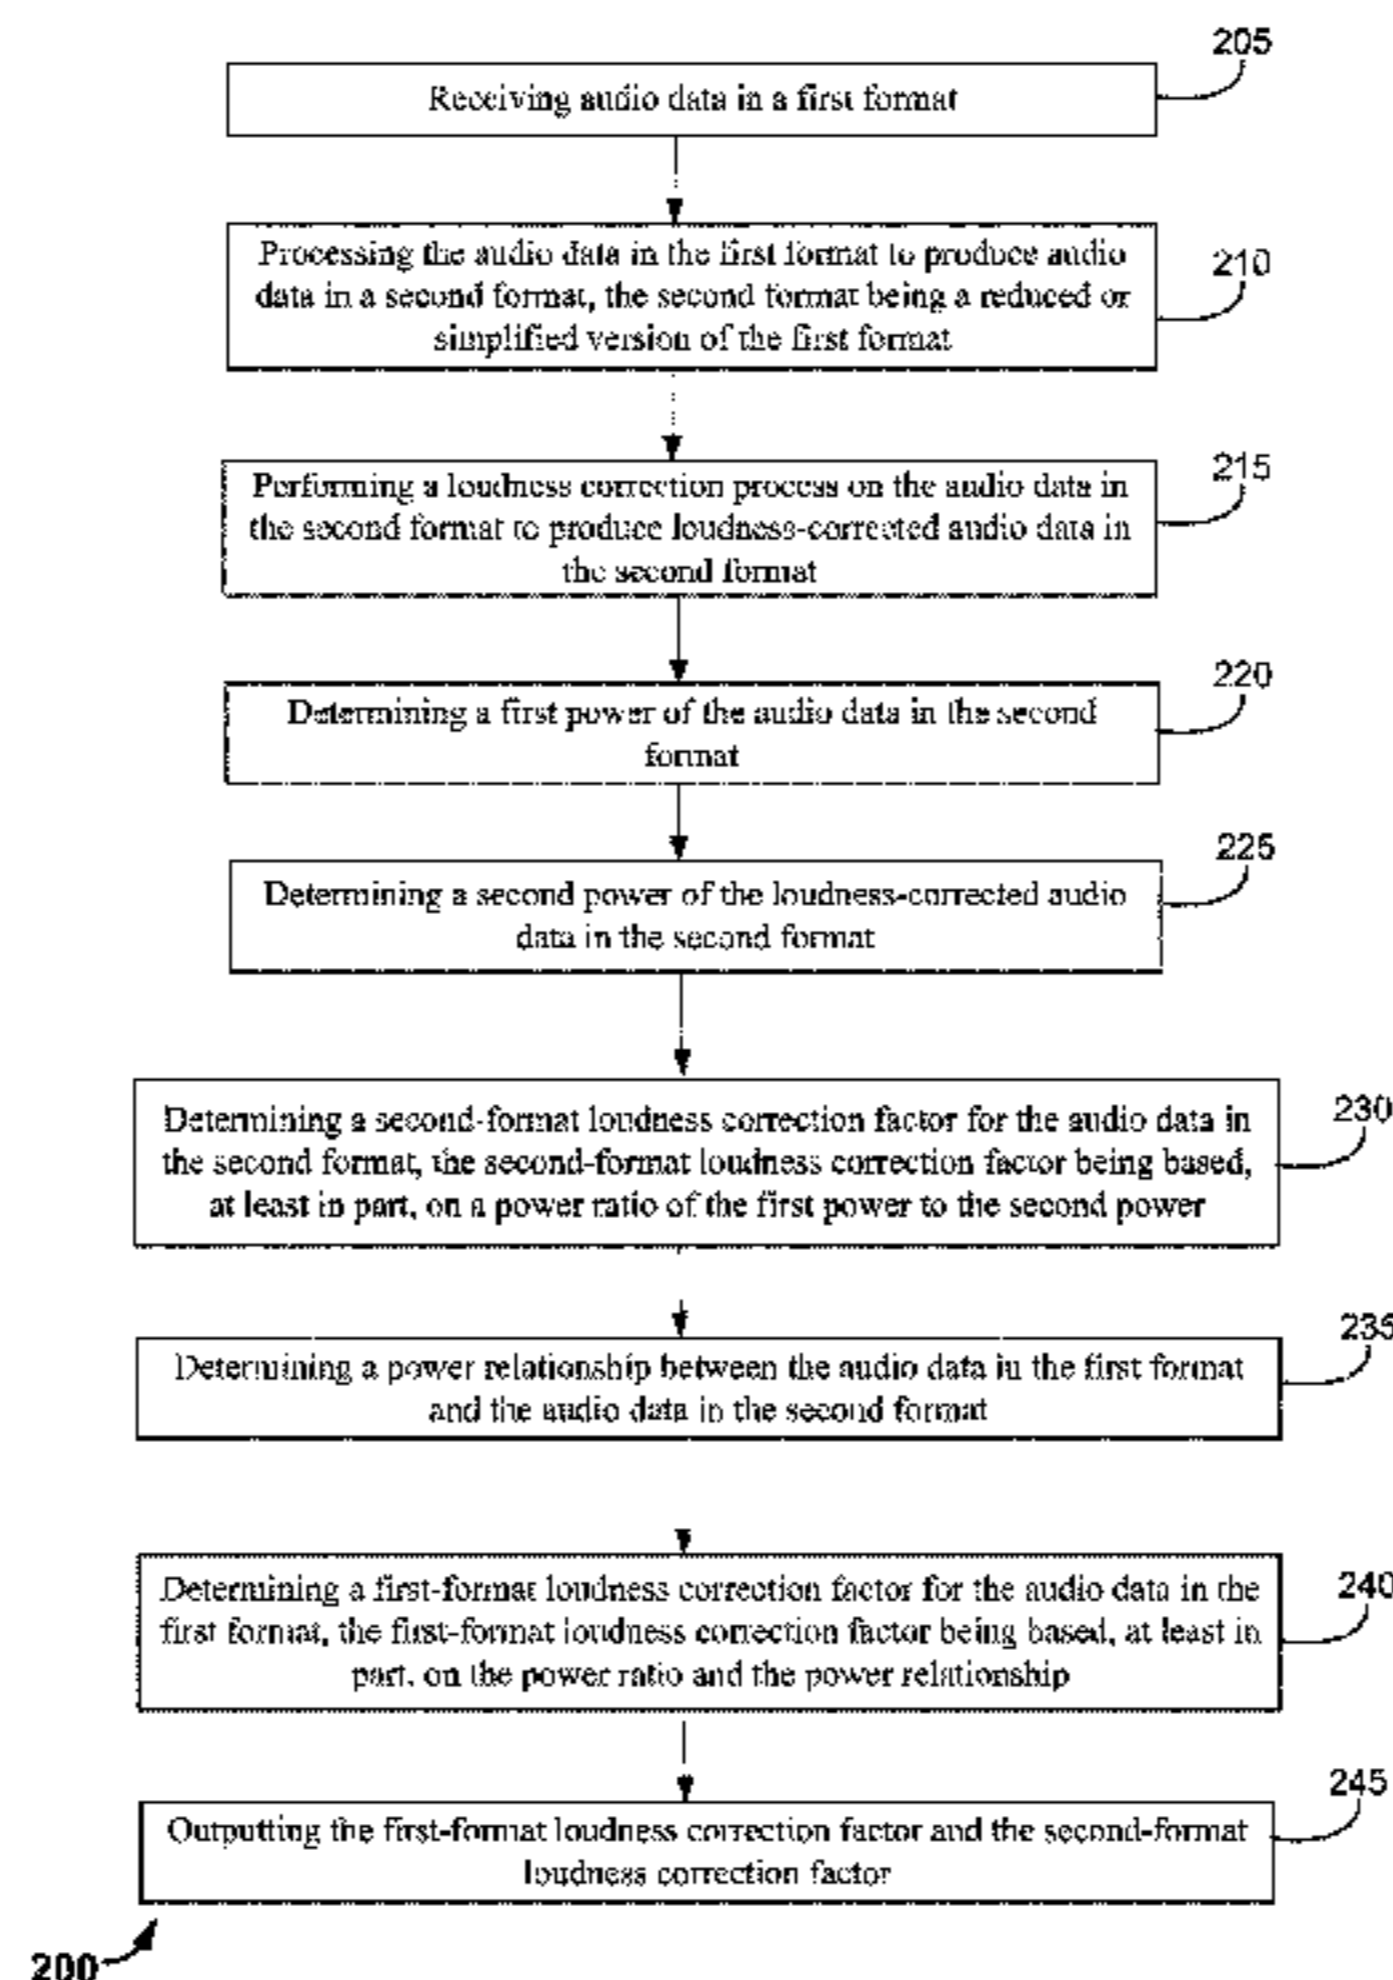 205
Receiving audio data in a first format
210
Processing the audio data in the first format to produce audio
data in a second format, the second format being a reduced or
simplified version of the first format
215
Performing a loudness correction process on the audio data in
the second format to produce loudness-corrected audio data in
the second format
220
Determining a first power of the audio data in the second
format
225
Determining a second power of the loudness-corrected audio
data in the second format
230
Determining a second-format loudness correction factor for the audio data in
the second format, the second-format loudness correction factor being based,
at least in part, on a power ratio of the first power to the second power
235
Determining a power relationship between the audio data in the first format
and the audio data in the second format
240
Determining a first-format loudness correction factor for the audio data in the
first format, the first-format loudness correction factor being based, at least in
part, on the power ratio and the power relationship
245
Outputting the first-format loudness correction factor and the second-format
loudness correction factor
200